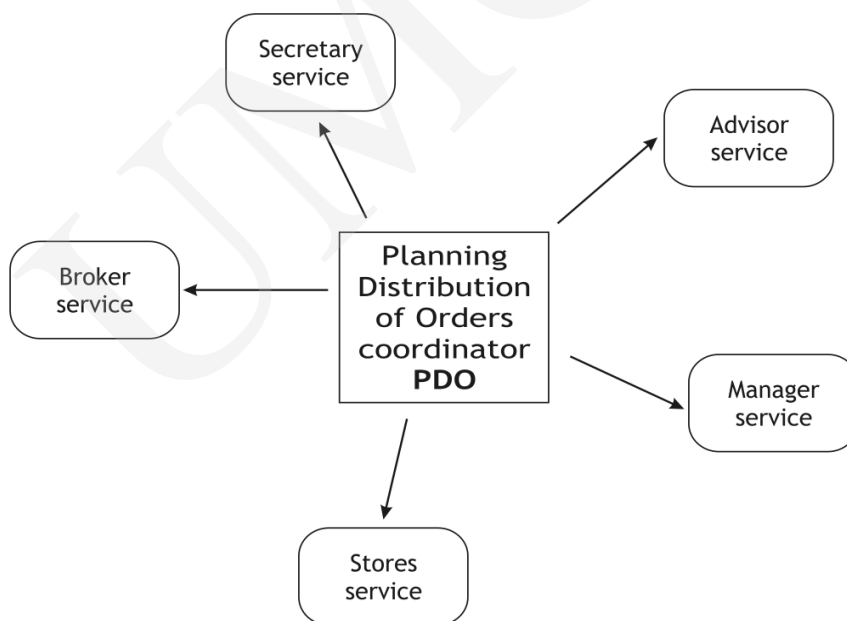 Secretary
service
Advisor
service
Planning
Distribution
of Orders
coordinator
PDO
Broker
service
Manager
service
Stores
service